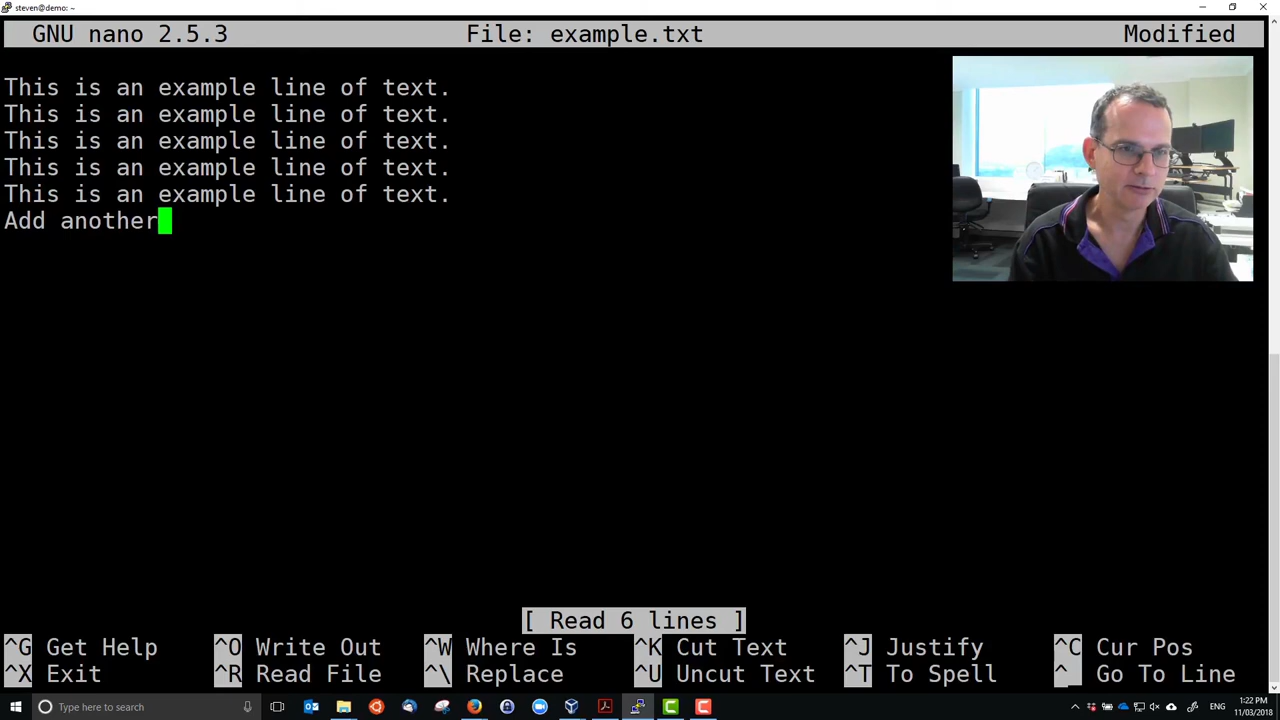 steven@demo: ~
GNU nano 2.5.3 File: example.txt Modified
This is an example line of text.
This is an example line of text.
This is an example line of text.
This is an example line of text.
This is an example line of text.
Add another
[ Read 6 lines ]
^G Get Help ^O Write Out ^W Where Is ^K Cut Text ^J Justify ^C Cur Pos
^X Exit ^R Read File ^\ Replace ^U Uncut Text ^T To Spell ^_ Go To Line
Type here to search
ENG
1:22 PM
11/03/2018